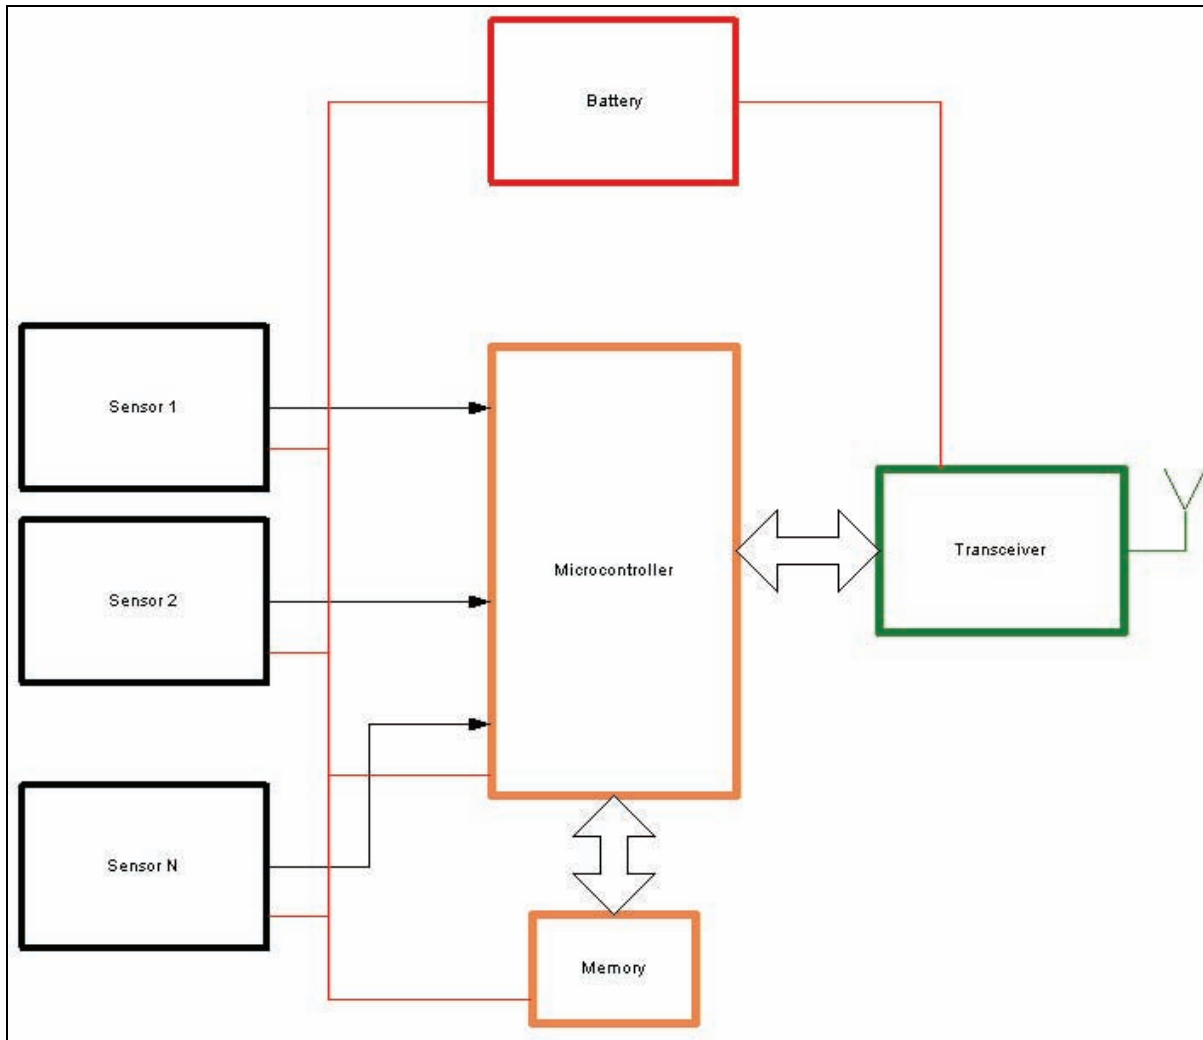 Battery
Sensor 1
Sensor 2
Microcontroller
Transceiver
Sensor N
Memory